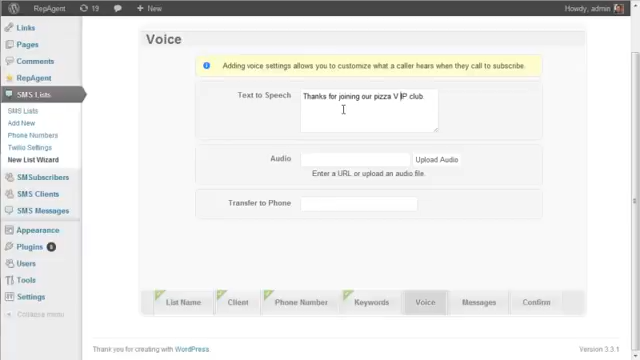 RepAgent 19 + New Howdy, admin
Links
Pages
Comments
RepAgent
SMS Lists
SMS Lists
Add New
Phone Numbers
Twilio Settings
New List Wizard
SMSubscribers
SMS Clients
SMS Messages
Appearance
Plugins 6
Users
Tools
Settings
Collapse menu
Voice
Adding voice settings allows you to customize what a caller hears when they call to subscribe.
Text to Speech Thanks for joining our pizza V IP club
Audio Upload Audio
Enter a URL or upload an audio file.
Transfer to Phone
List Name Client Phone Number Keywords Voice Messages Confirm
Thank you for creating with WordPress. Version 3.3.1